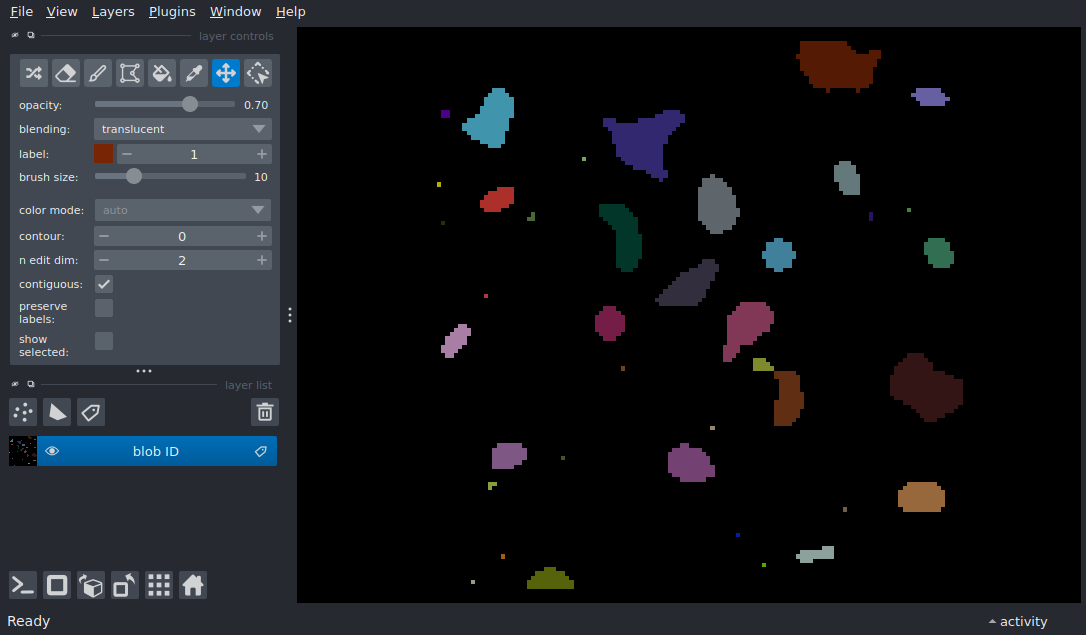 File View Layers Plugins Window Help
layer controls
opacity: 0.70
blending: translucent
label: 1
brush size: 10
color mode: auto
contour: 0
n edit dim: 2
contiguous:
preserve
labels:
show
selected:
layer list
blob ID
Ready
activity